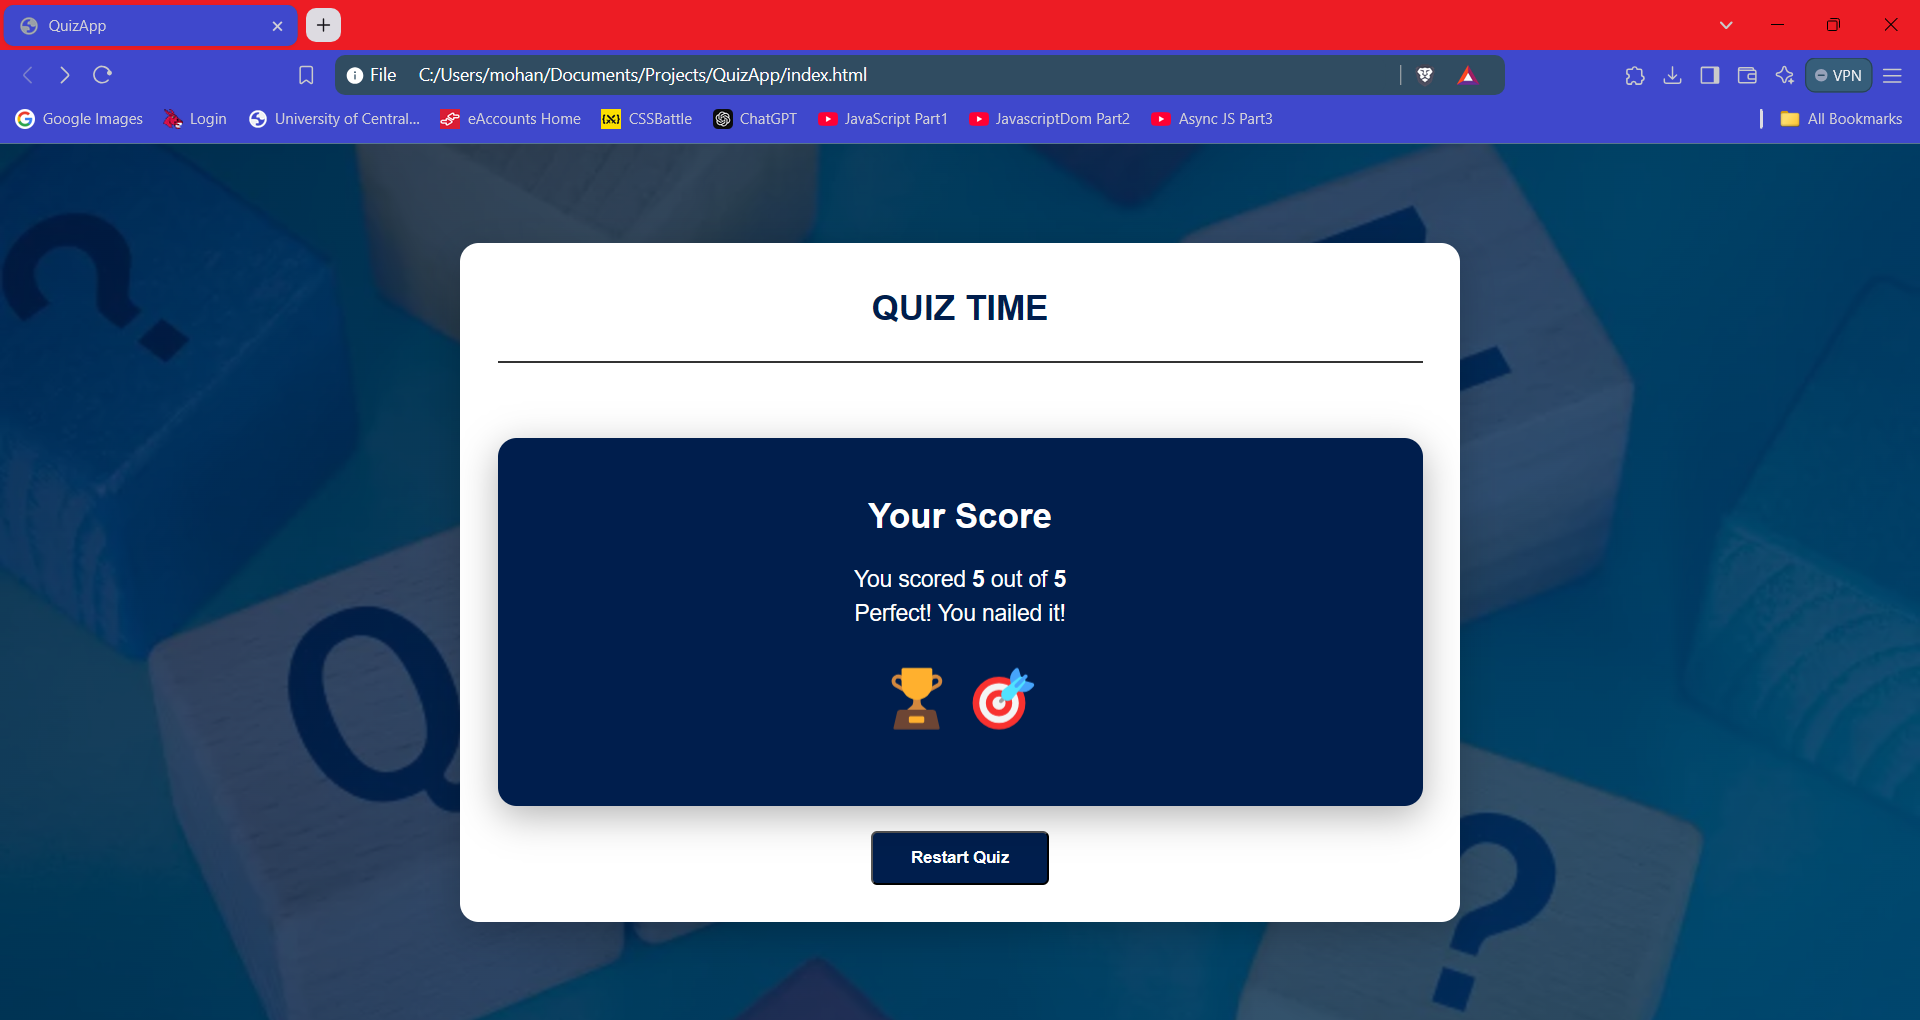 QuizApp
File C:/Users/mohan/Documents/Projects/QuizApp/index.html
VPN
Google Images Login University of Central... eAccounts Home CSSBattle ChatGPT JavaScript Part1 JavascriptDom Part2 Async JS Part3 All Bookmarks
?
QUIZ TIME
Your Score
You scored 5 out of 5
Perfect! You nailed it!
Q
Restart Quiz
?